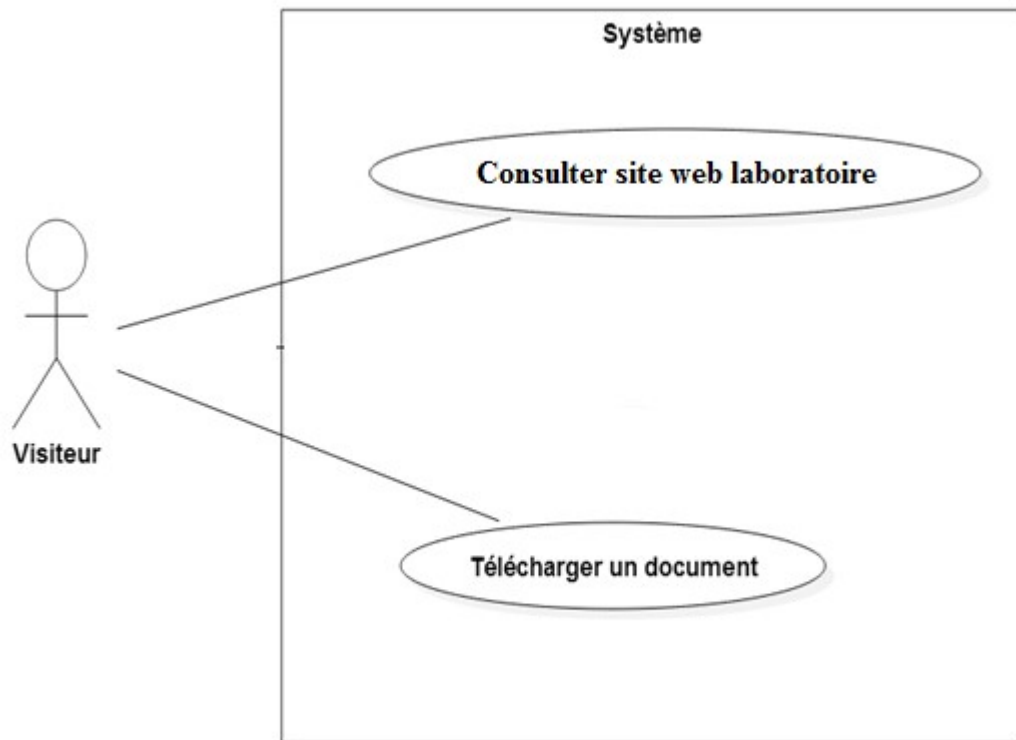 Système
Consulter site web laboratoire
Visiteur
Télécharger un document